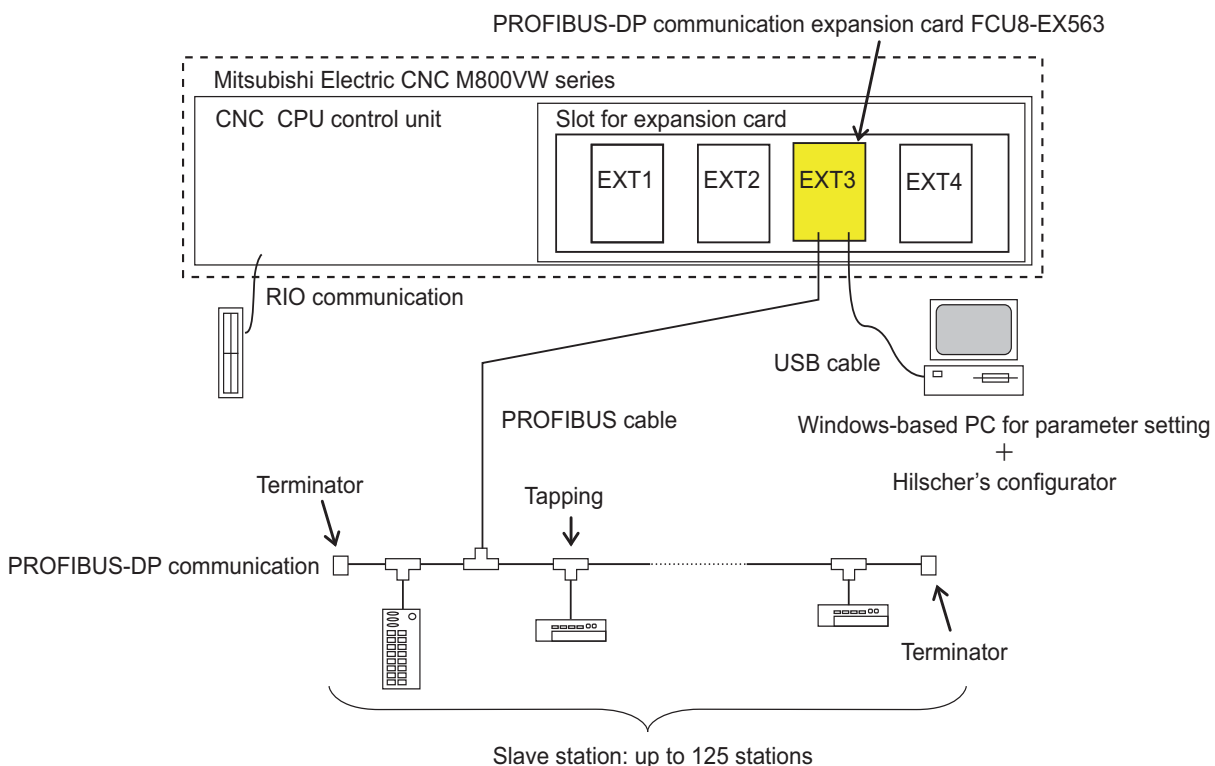 PROFIBUS-DP communication expansion card FCU8-EX563
Mitsubishi Electric CNC M800VW series
CNC CPU control unit
Slot for expansion card
EXT1
EXT2
EXT3
EXT4
RIO communication
USB cable
PROFIBUS cable
Windows-based PC for parameter setting
+
Hilscher's configurator
Terminator
Tapping
PROFIBUS-DP communication
Terminator
Slave station: up to 125 stations